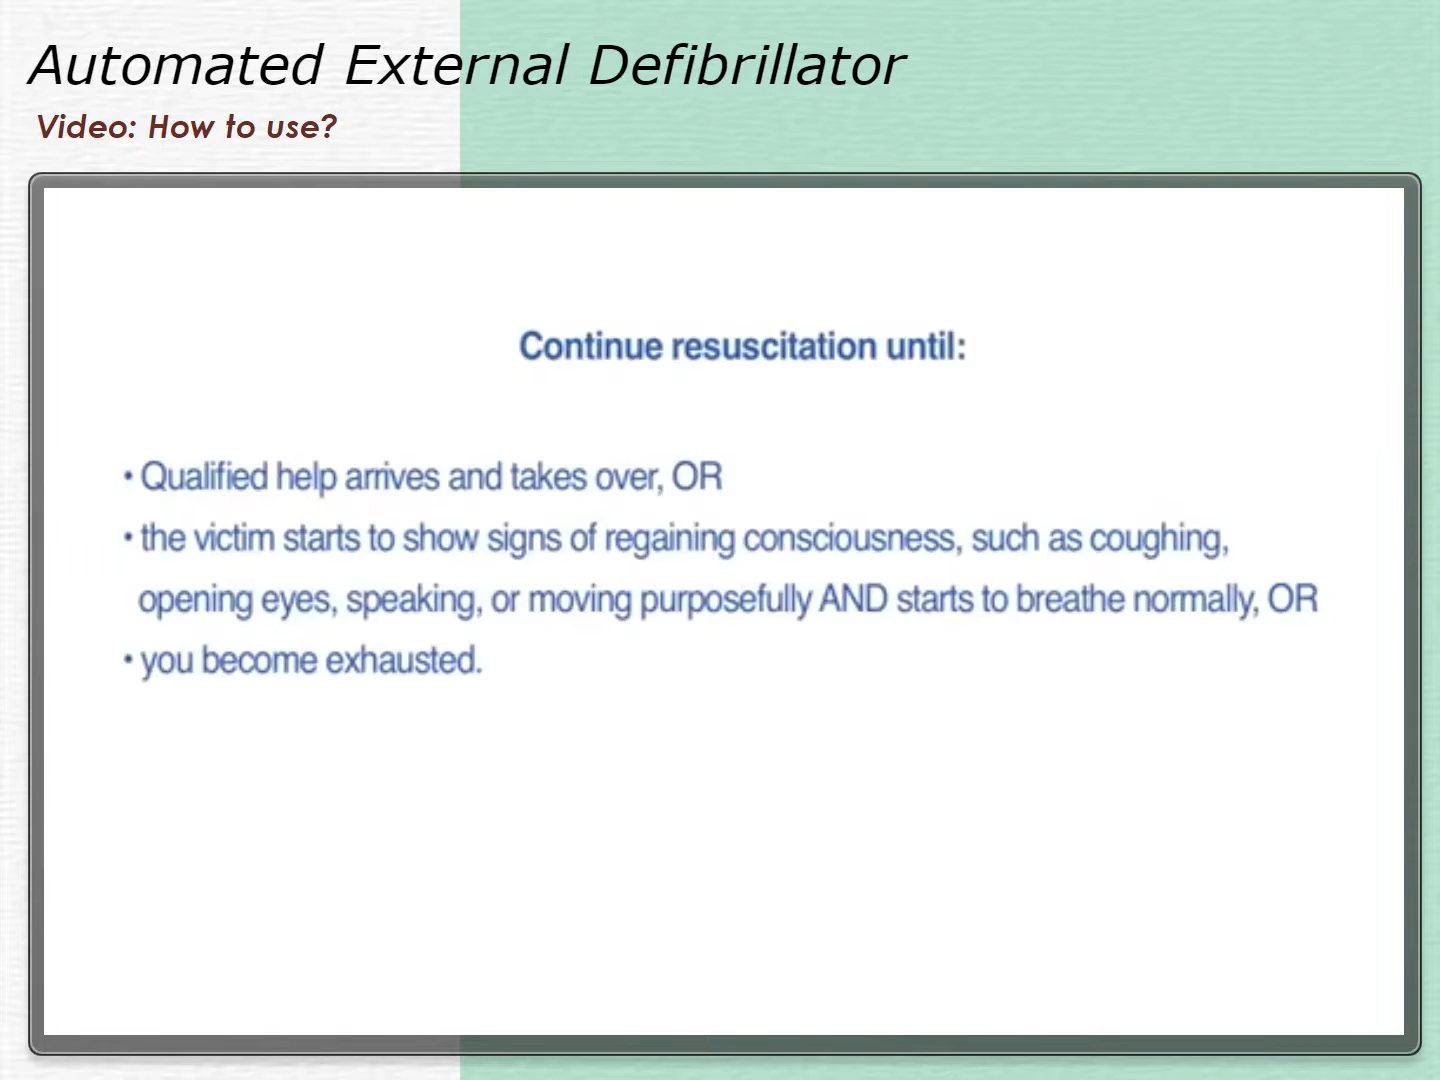 Automated External Defibrillator
Video: How to use?
Continue resuscitation until:
• Qualified help arrives and takes over, OR
• the victim starts to show signs of regaining consciousness, such as coughing,
opening eyes, speaking, or moving purposefully AND starts to breathe normally, OR
• you become exhausted.